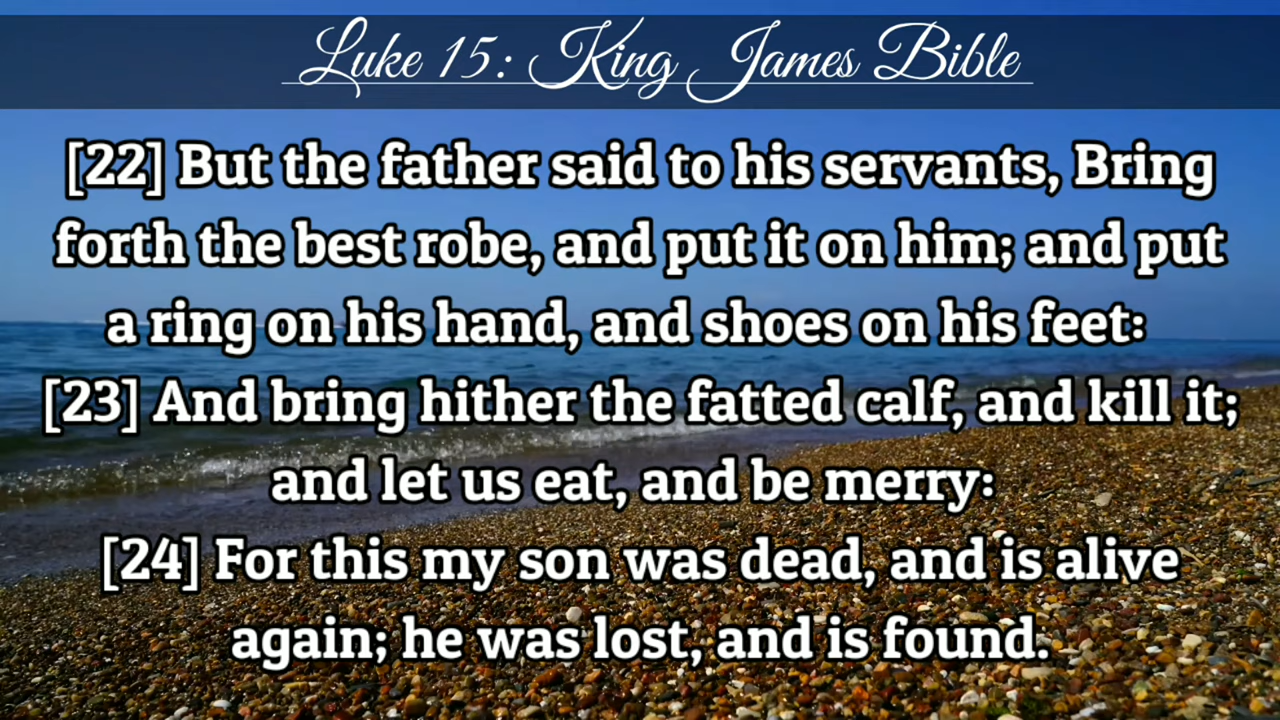 Luke 15: King James Bible
[22] But the father said to his servants, Bring
forth the best robe, and put it on him; and put
a ring on his hand, and shoes on his feet:
[23] And bring hither the fatted calf, and kill it;
and let us eat, and be merry:
[24] For this my son was dead, and is alive
again; he was lost, and is found.